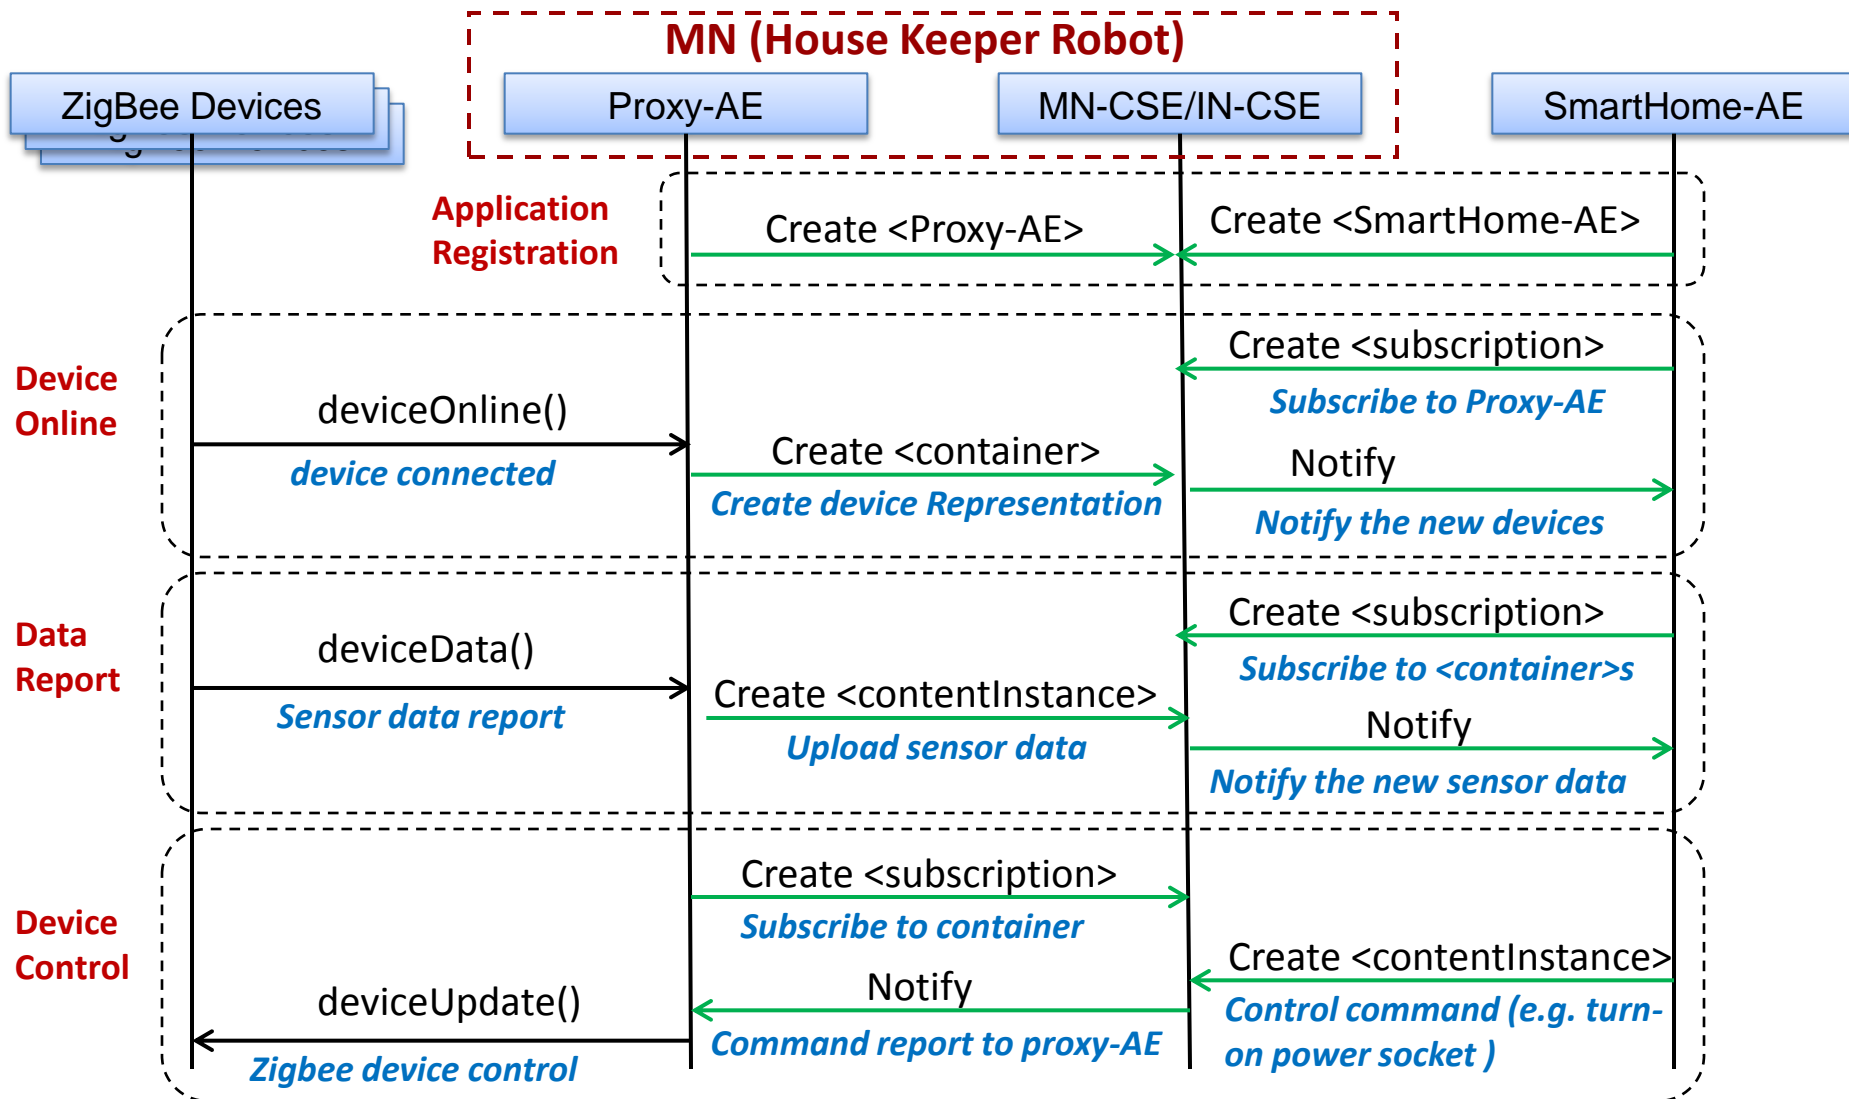 MN (House Keeper Robot)
ZigBee Devices
Proxy-AE
MN-CSE/IN-CSE
SmartHome-AE
Application
Registration
Create <Proxy-AE>
Create <SmartHome-AE>
Device
Online
Create <subscription>
Subscribe to Proxy-AE
deviceOnline()
device connected
Create <container>
Create device Representation
Notify
Notify the new devices
Data
Report
Create <subscription>
Subscribe to <container>s
deviceData()
Sensor data report
Create <contentInstance>
Upload sensor data
Notify
Notify the new sensor data
Device
Control
Create <subscription>
Subscribe to container
Create <contentInstance>
Control command (e.g. turn-
on power socket )
Notify
Command report to proxy-AE
deviceUpdate()
Zigbee device control